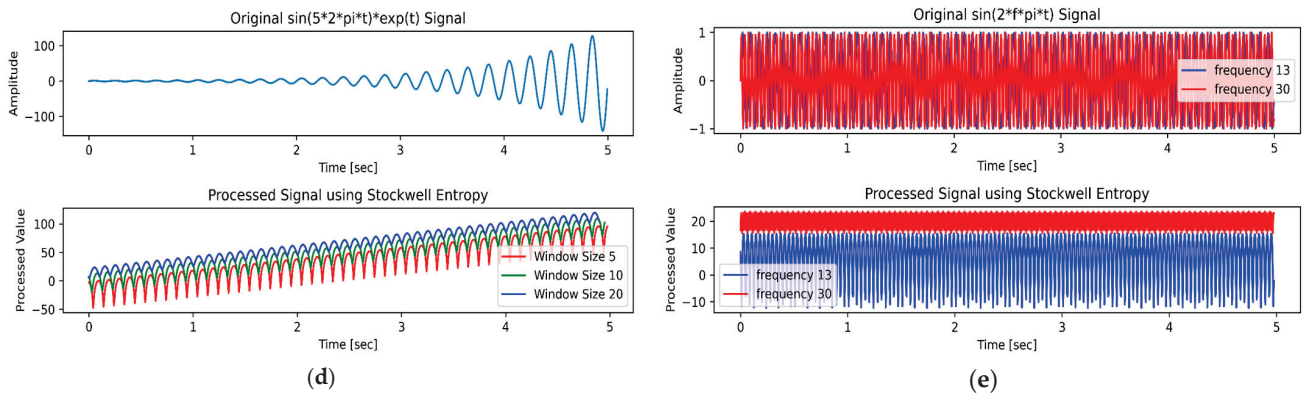 Original sin(5*2*pi*t)*exp(t) Signal
Amplitude
100
0
−100
0 1 2 3 4 5
Time [sec]
Processed Signal using Stockwell Entropy
Processed Value
100
50
0
−50
Window Size 5
Window Size 10
Window Size 20
0 1 2 3 4 5
Time [sec]
(d)
Original sin(2*f*pi*t) Signal
Amplitude
1
0
−1
frequency 13
frequency 30
0 1 2 3 4 5
Time [sec]
Processed Signal using Stockwell Entropy
Processed Value
20
10
0
−10
frequency 13
frequency 30
0 1 2 3 4 5
Time [sec]
(e)